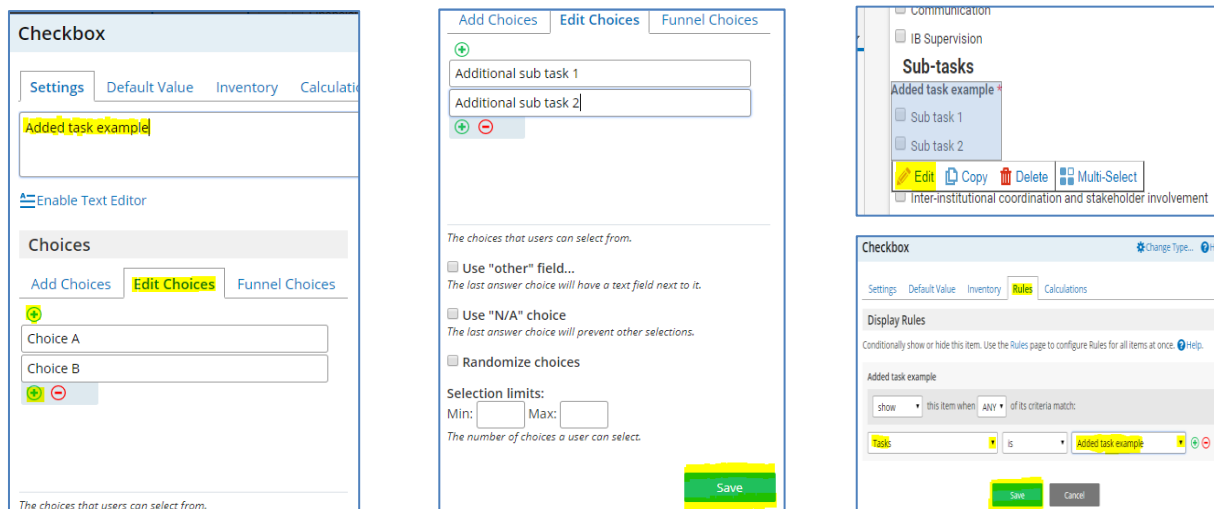 Checkbox
Settings Default Value Inventory
Added task example
Enable Text Editor
Choices
Add Choices Edit Choices Funnel Choices
Choice A
Choice B
The choices that users can select from.
Add Choices Edit Choices Funnel Choices
Additional sub task 1
Additional sub task 2
The choices that users can select from.
Use "other" field...
The last answer choice will have a text field next to it.
Use "N/A" choice
The last answer choice will prevent other selections.
Randomize choices
Selection limits:
Min: Max:
The number of choices a user can select.
Save
Communication
IB Supervision
Sub-tasks
Added task example *
Sub task 1
Sub task 2
Edit Copy Delete Multi-Select
Inter-institutional coordination and stakeholder involvement
Checkbox Change Type...
Settings Default Value Inventory Rules Calculations
Display Rules
Conditionally show or hide this item. Use the Rules page to configure Rules for all items at once. Help.
Added task example
show this item when ANY of its criteria match:
Tasks is Added task example
Save Cancel